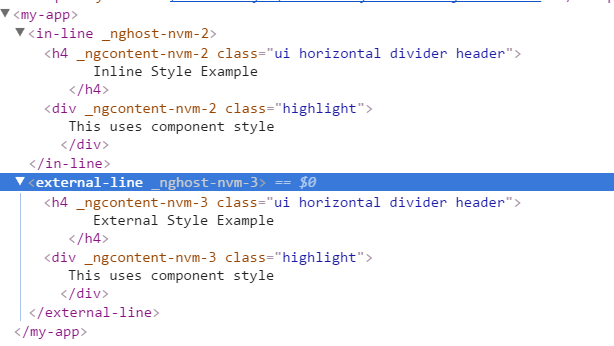 <my-app>
<in-line _nghost-nvm-2>
<h4 _ngcontent-nvm-2 class="ui horizontal divider header">
Inline Style Example
</h4>
<div _ngcontent-nvm-2 class="highlight">
This uses component style
</div>
</in-line>
<external-line _nghost-nvm-3> == $0
<h4 _ngcontent-nvm-3 class="ui horizontal divider header">
External Style Example
</h4>
<div _ngcontent-nvm-3 class="highlight">
This uses component style
</div>
</external-line>
</my-app>